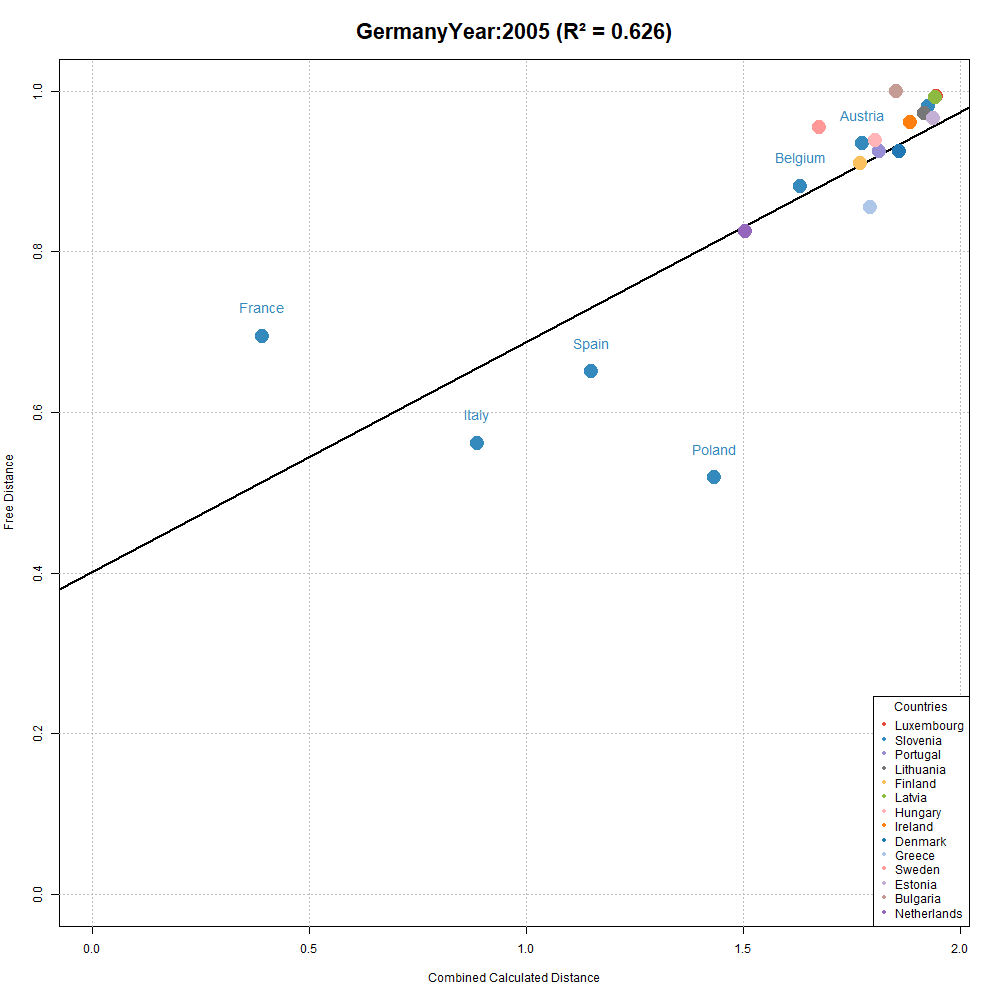 GermanyYear:2005 (R² = 0.626)
1.0
0.8
0.6
0.4
0.2
0.0
Free Distance
Austria
Belgium
France
Spain
Italy
Poland
Countries
Luxembourg
Slovenia
Portugal
Lithuania
Finland
Latvia
Hungary
Ireland
Denmark
Greece
Sweden
Estonia
Bulgaria
Netherlands
0.0
0.5
1.0
1.5
2.0
Combined Calculated Distance